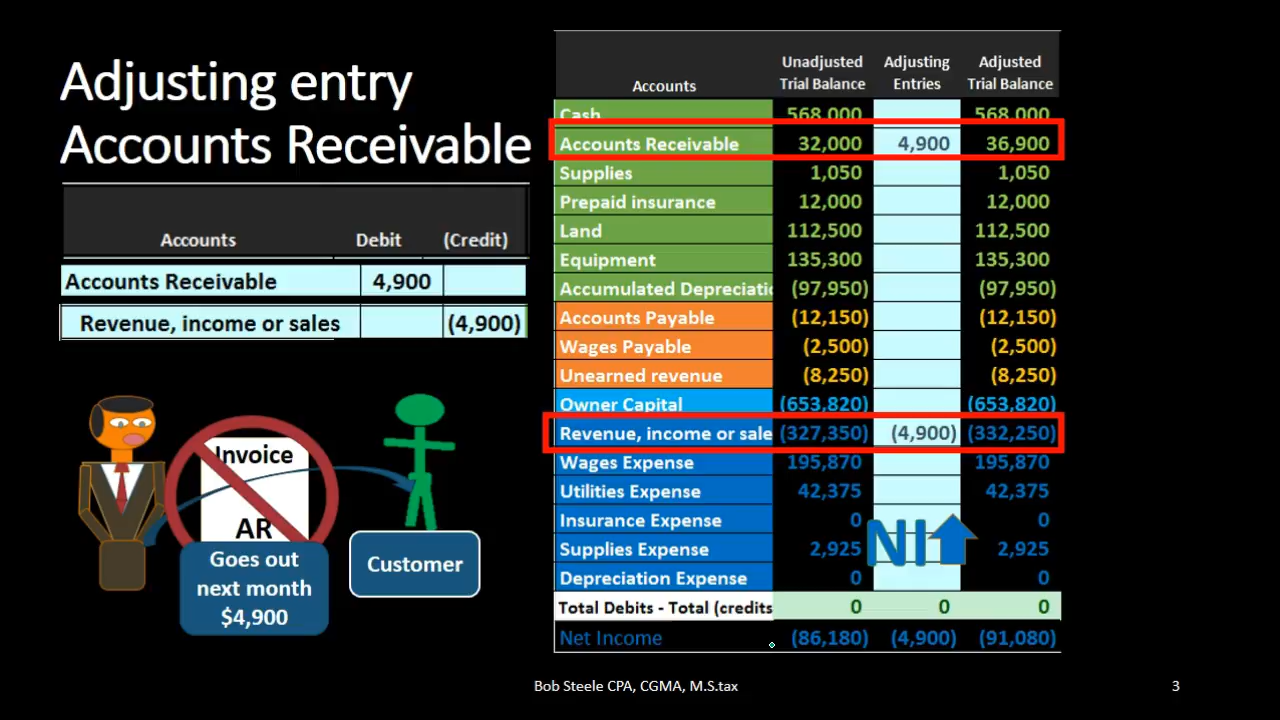 Adjusting entry
Accounts Receivable
Accounts Debit (Credit)
Accounts Receivable 4,900
Revenue, income or sales (4,900)
Invoice
AR
Goes out
next month
$4,900
Customer
Unadjusted Adjusting Adjusted
Accounts Trial Balance Entries Trial Balance
Cash 568,000 568,000
Accounts Receivable 32,000 4,900 36,900
Supplies 1,050 1,050
Prepaid insurance 12,000 12,000
Land 112,500 112,500
Equipment 135,300 135,300
Accumulated Depreciatic (97,950) (97,950)
Accounts Payable (12,150) (12,150)
Wages Payable (2,500) (2,500)
Unearned revenue (8,250) (8,250)
Owner Capital (653,820) (653,820)
Revenue, income or sale (327,350) (4,900) (332,250)
Wages Expense 195,870 195,870
Utilities Expense 42,375 42,375
Insurance Expense 0 0
NI
Supplies Expense 2,925 2,925
Depreciation Expense 0 0
Total Debits - Total (credits 0 0 0
Net Income (86,180) (4,900) (91,080)
Bob Steele CPA, CGMA, M.S.tax
3